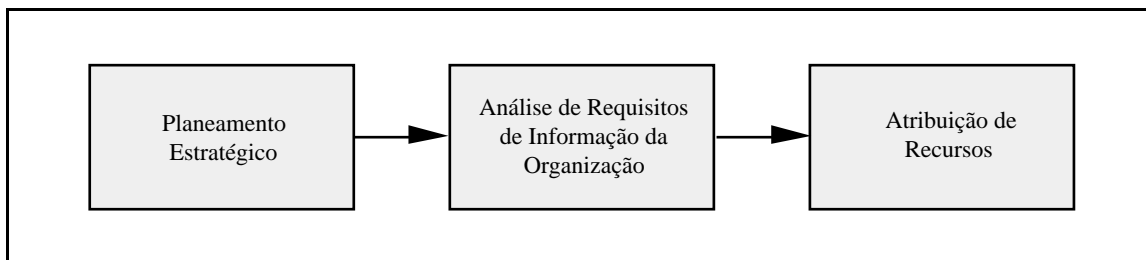 Planeamento
Estratégico
Análise de Requisitos
de Informação da
Organização
Atribuição de
Recursos